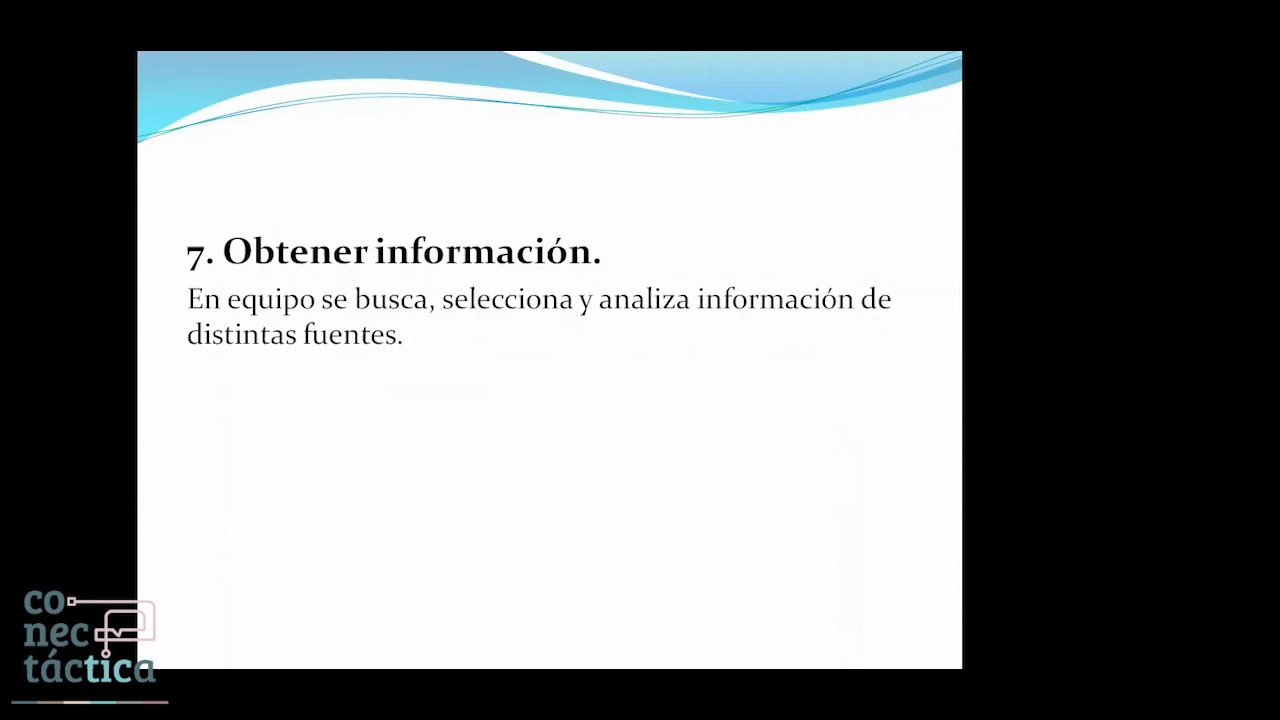 7. Obtener información.
En equipo se busca, selecciona y analiza información de
distintas fuentes.
co
nec
táctica